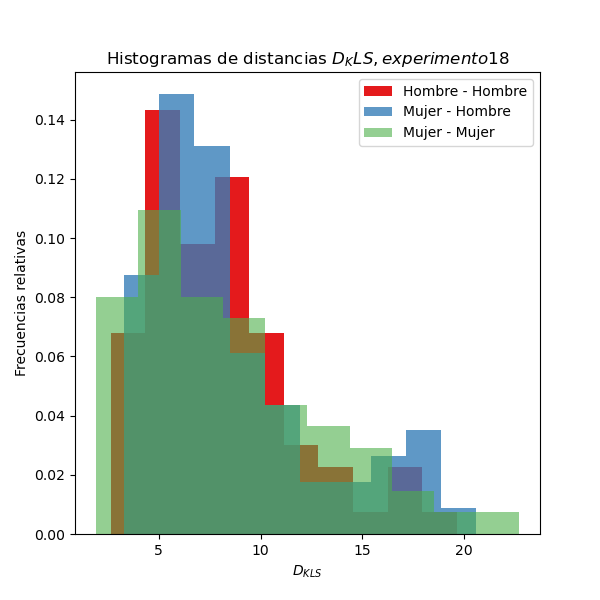 Histogramas de distancias $D_KLS, experimento18$
Hombre - Hombre
Mujer - Hombre
Mujer - Mujer
Frecuencias relativas
0.14
0.12
0.10
0.08
0.06
0.04
0.02
0.00
5 10 15 20
$D_{KLS}$